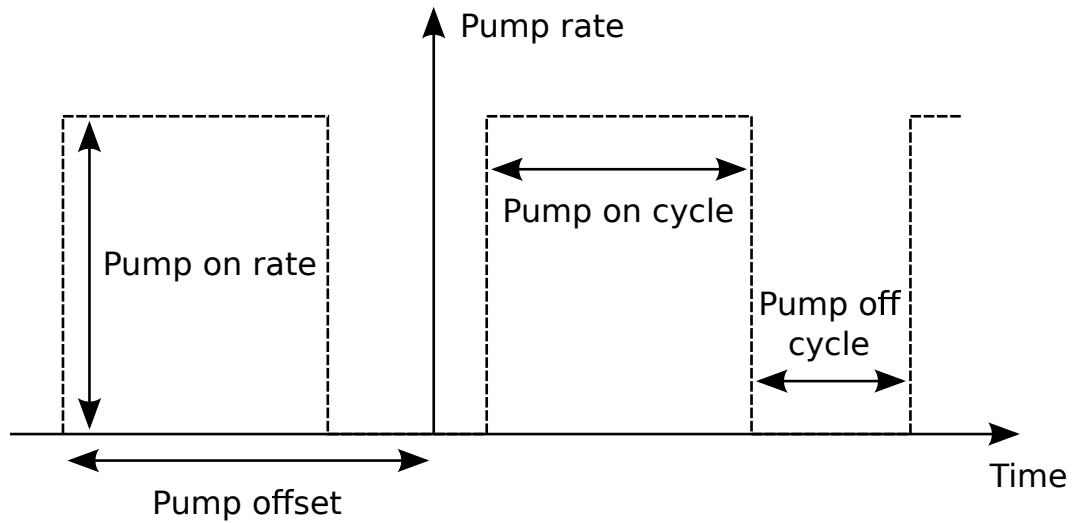 Pump rate
Pump on cycle
Pump on rate
Pump off
cycle
Time
Pump offset